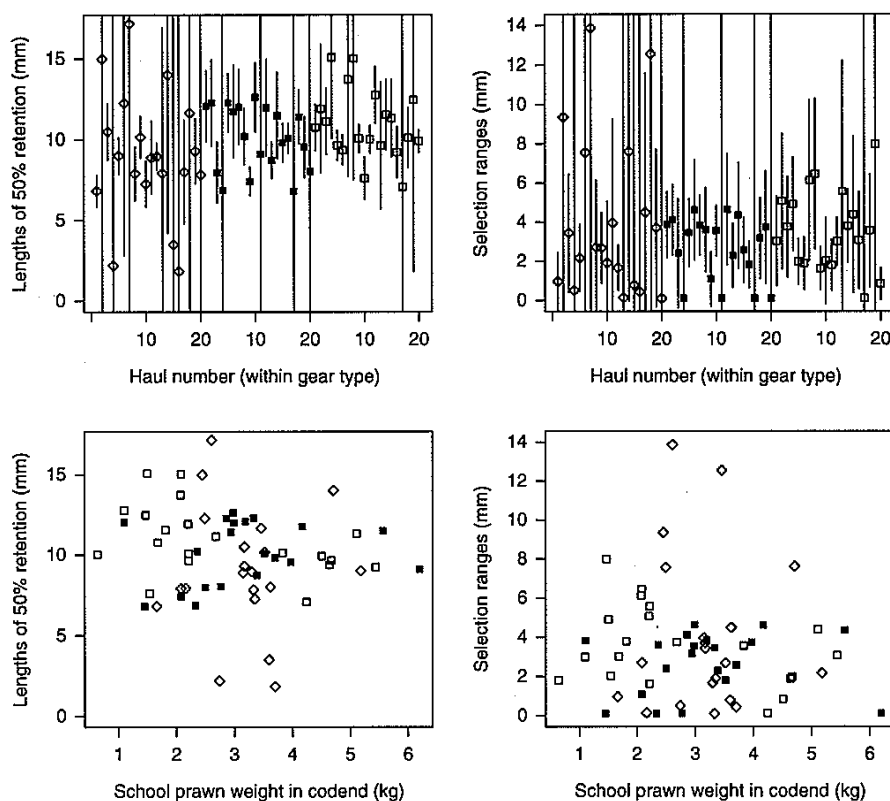 Lengths of 50% retention (mm)
15
10
5
0
10 20 10 20 10 20
Haul number (within gear type)
Selection ranges (mm)
14
12
10
8
6
4
2
0
10 20 10 20 10 20
Haul number (within gear type)
Lengths of 50% retention (mm)
15
10
5
0
1 2 3 4 5 6
School prawn weight in codend (kg)
Selection ranges (mm)
14
12
10
8
6
4
2
0
1 2 3 4 5 6
School prawn weight in codend (kg)